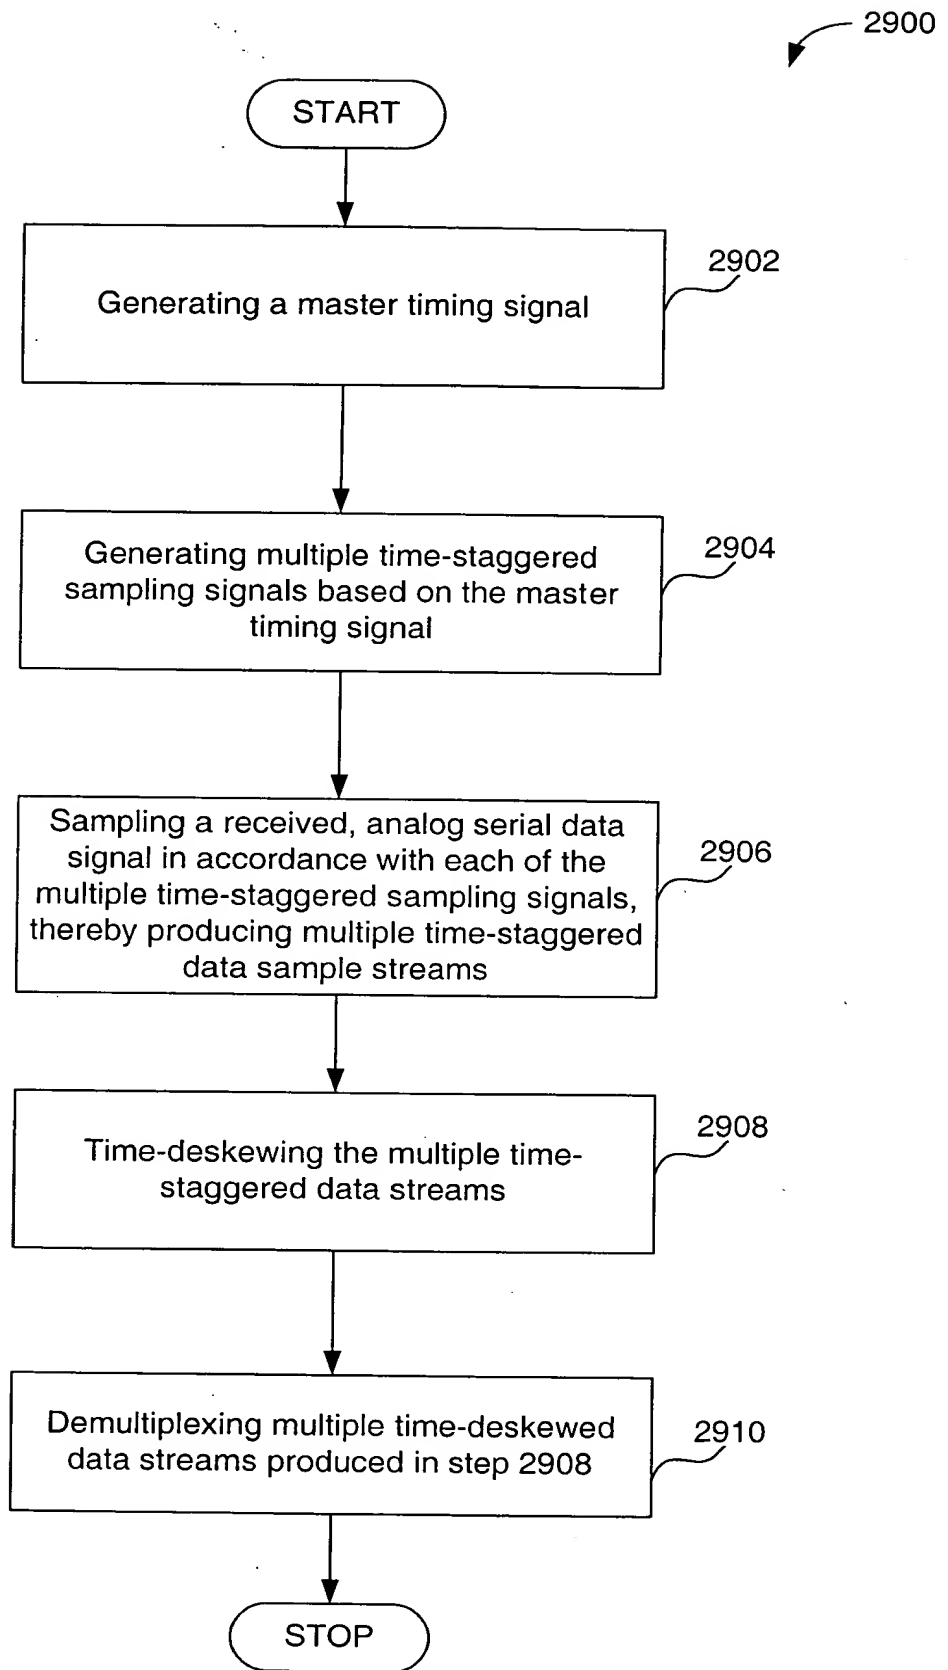 2900
START
2902
Generating a master timing signal
2904
Generating multiple time-staggered
sampling signals based on the master
timing signal
Sampling a received, analog serial data
signal in accordance with each of the
multiple time-staggered sampling signals,
thereby producing multiple time-staggered
data sample streams
2906
2908
Time-deskewing the multiple time-
staggered data streams
2910
Demultiplexing multiple time-deskewed
data streams produced in step 2908
STOP